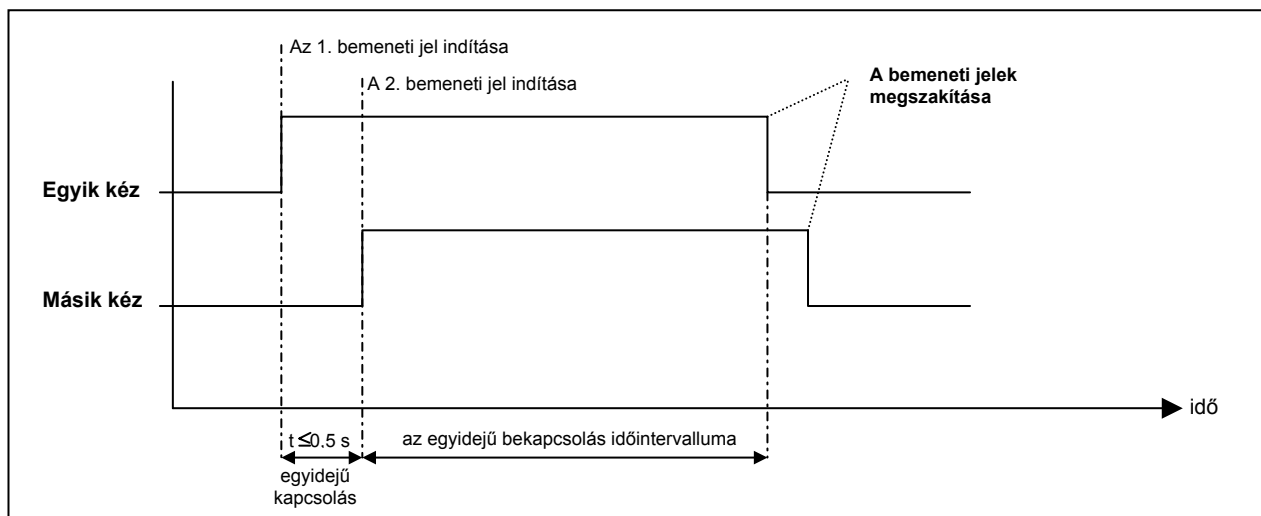 Az 1. bemeneti jel indítása
A 2. bemeneti jel indítása
A bemeneti jelek
megszakítása
Egyik kéz
Másik kéz
idő
t ≤0.5 s
az egyidejű bekapcsolás időintervalluma
egyidejű
kapcsolás